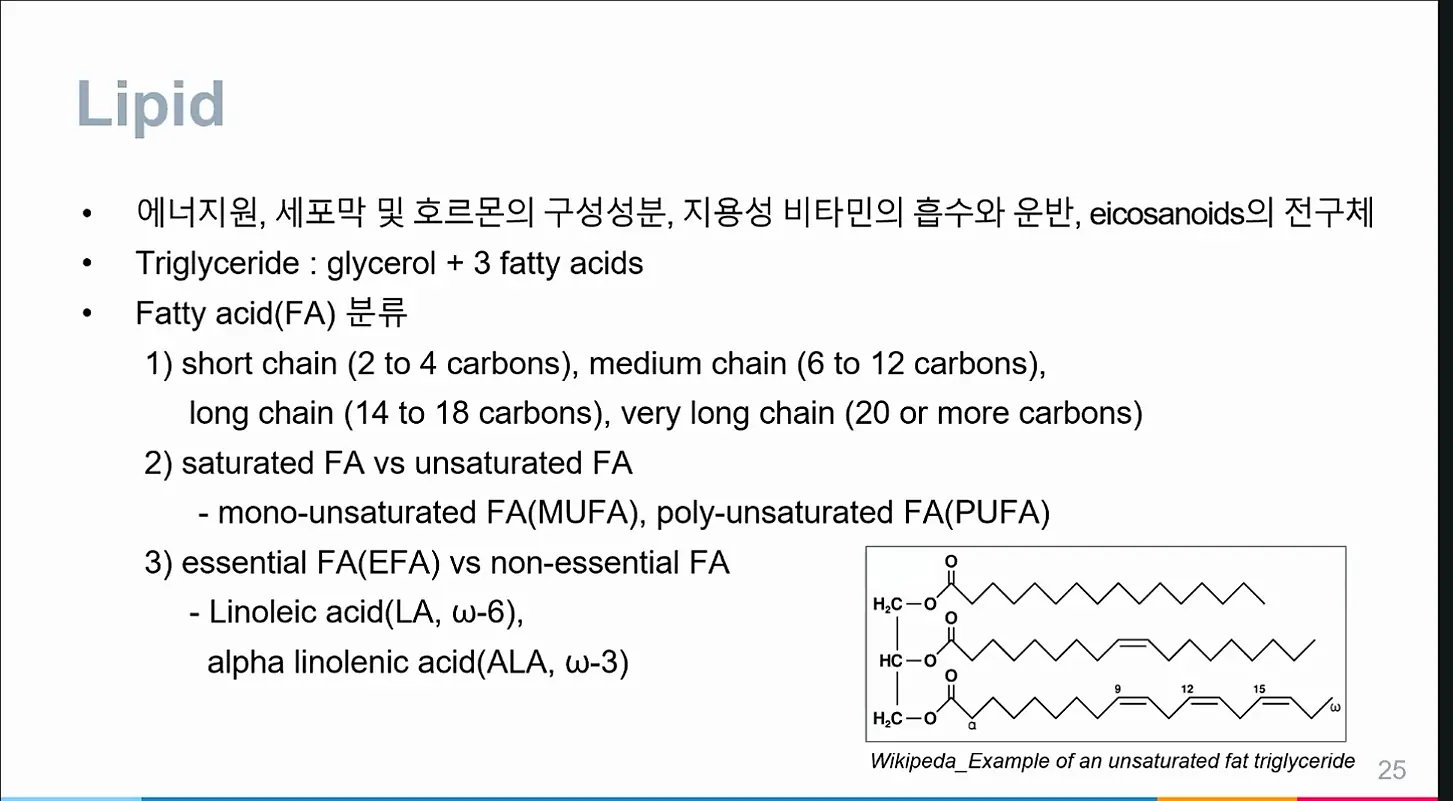 Lipid
• 에너지원, 세포막 및 호르몬의 구성성분, 지용성 비타민의 흡수와 운반, eicosanoids의 전구체
• Triglyceride : glycerol + 3 fatty acids
• Fatty acid(FA) 분류
1) short chain (2 to 4 carbons), medium chain (6 to 12 carbons),
long chain (14 to 18 carbons), very long chain (20 or more carbons)
2) saturated FA vs unsaturated FA
- mono-unsaturated FA(MUFA), poly-unsaturated FA(PUFA)
3) essential FA(EFA) vs non-essential FA
- Linoleic acid(LA, ω-6),
alpha linolenic acid(ALA, ω-3)
O
H₂C—O
O
HC—O
O
9 12 15
H₂C—O
α
ω
Wikipeda_Example of an unsaturated fat triglyceride
25